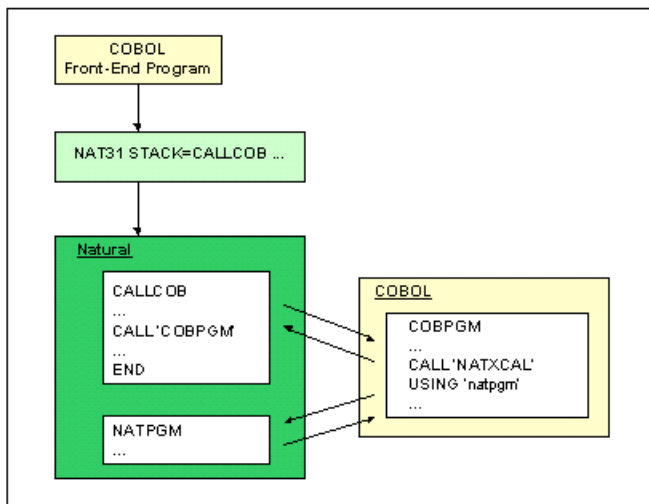 COBOL
Front-End Program
NAT31 STACK=CALLCOB ...
Natural
CALLCOB
...
CALL'COBPGM'
...
END
NATPGM
...
COBOL
COBPGM
...
CALL'NATXCAL'
USING 'natpgm'
...